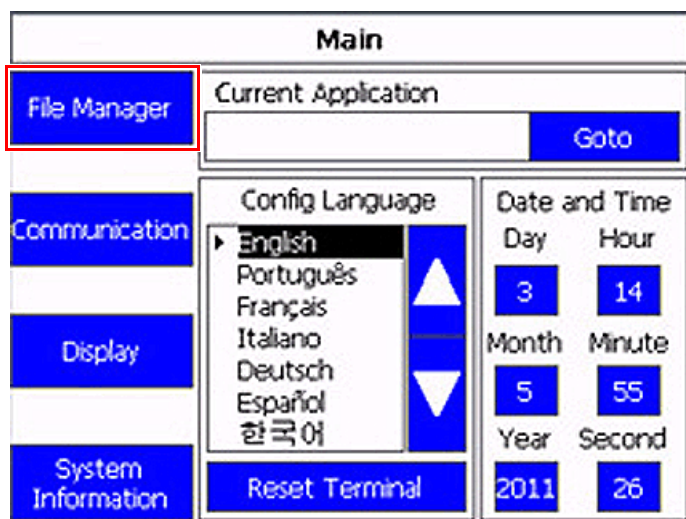 Main
File Manager
Current Application
Goto
Communication
Display
System
Information
Config Language
English
Português
Français
Italiano
Deutsch
Español
한국어
Reset Terminal
Date and Time
Day Hour
3 14
Month Minute
5 55
Year Second
2011 26